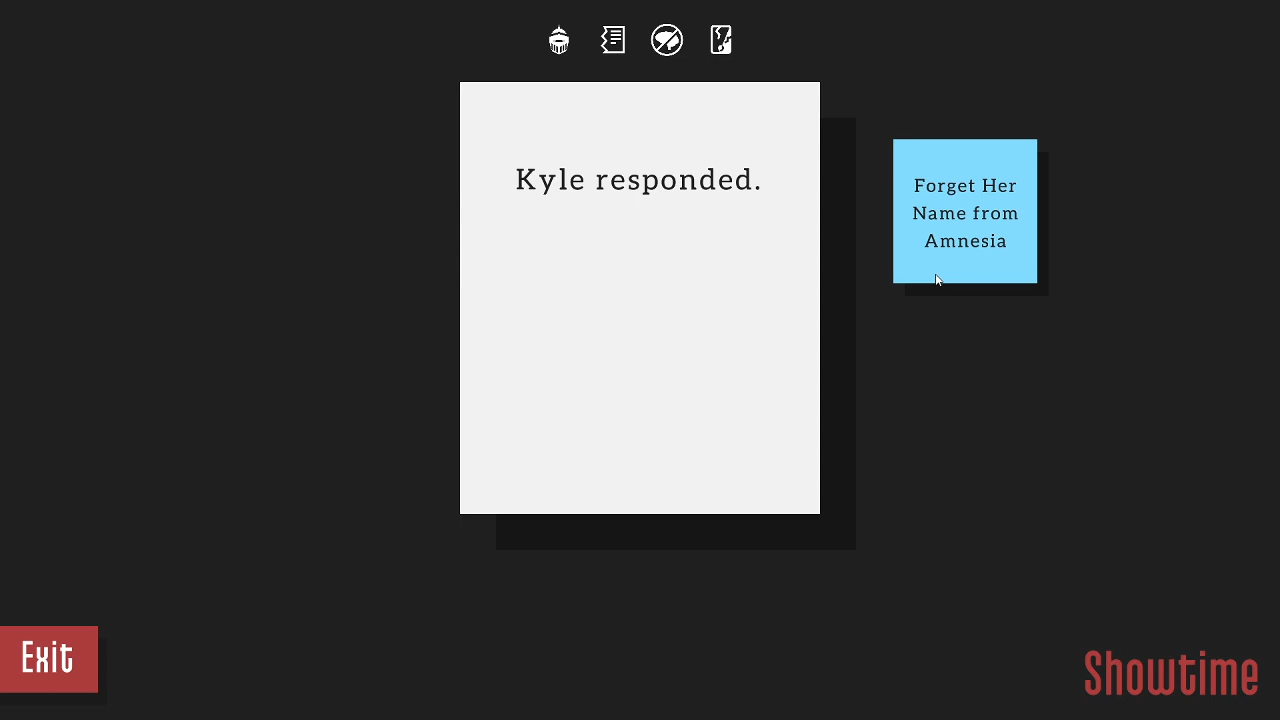 Kyle responded.
Forget Her
Name from
Amnesia
Exit
Showtime